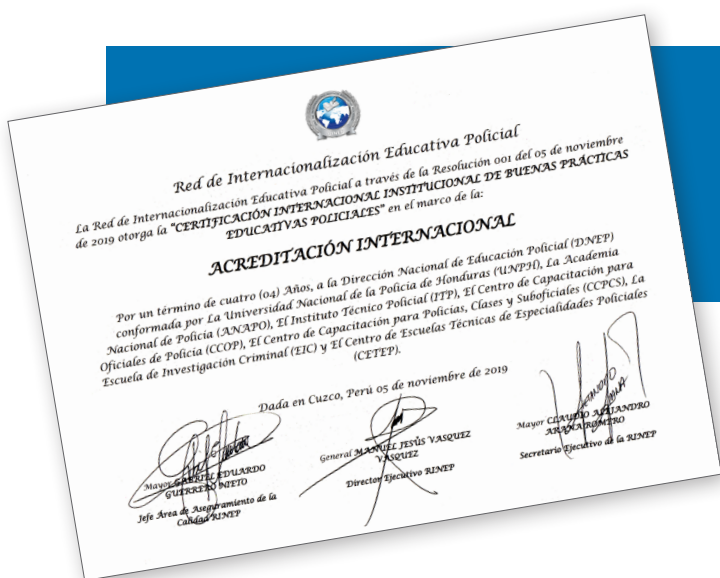 Red de Internacionalización Educativa Policial
La Red de Internacionalización Educativa Policial a través de la Resolución 001 del 05 de noviembre
de 2019 otorga la "CERTIFICACIÓN INTERNACIONAL INSTITUCIONAL DE BUENAS PRÁCTICAS
EDUCATIVAS POLICIALES" en el marco de la:
ACREDITACIÓN INTERNACIONAL
Por un término de cuatro (04) Años, a la Dirección Nacional de Educación Policial (DNEP)
conformada por La Universidad Nacional de la Policia de Honduras (UNPH), La Academia
Nacional de Policia (ANAPO), El Instituto Técnico Policial (ITP), El Centro de Capacitación para
Oficiales de Policia (CCOP), El Centro de Capacitación para Policias, Clases y Suboficiales (CCPCS), La
Escuela de Investigación Criminal (EIC) y El Centro de Escuelas Técnicas de Especialidades Policiales
(CETEP).
Dada en Cuzco, Perú 05 de noviembre de 2019
Mayor GABRIEL EDUARDO
GUERRERO NIETO
Jefe Área de Aseguramiento de la
Calidad RINEP
General MANUEL JESÚS VASQUEZ
VASQUEZ
Director Ejecutivo RINEP
Mayor CLAUDIO ALEJANDRO
ARANA ROMERO
Secretario Ejecutivo de la RINEP